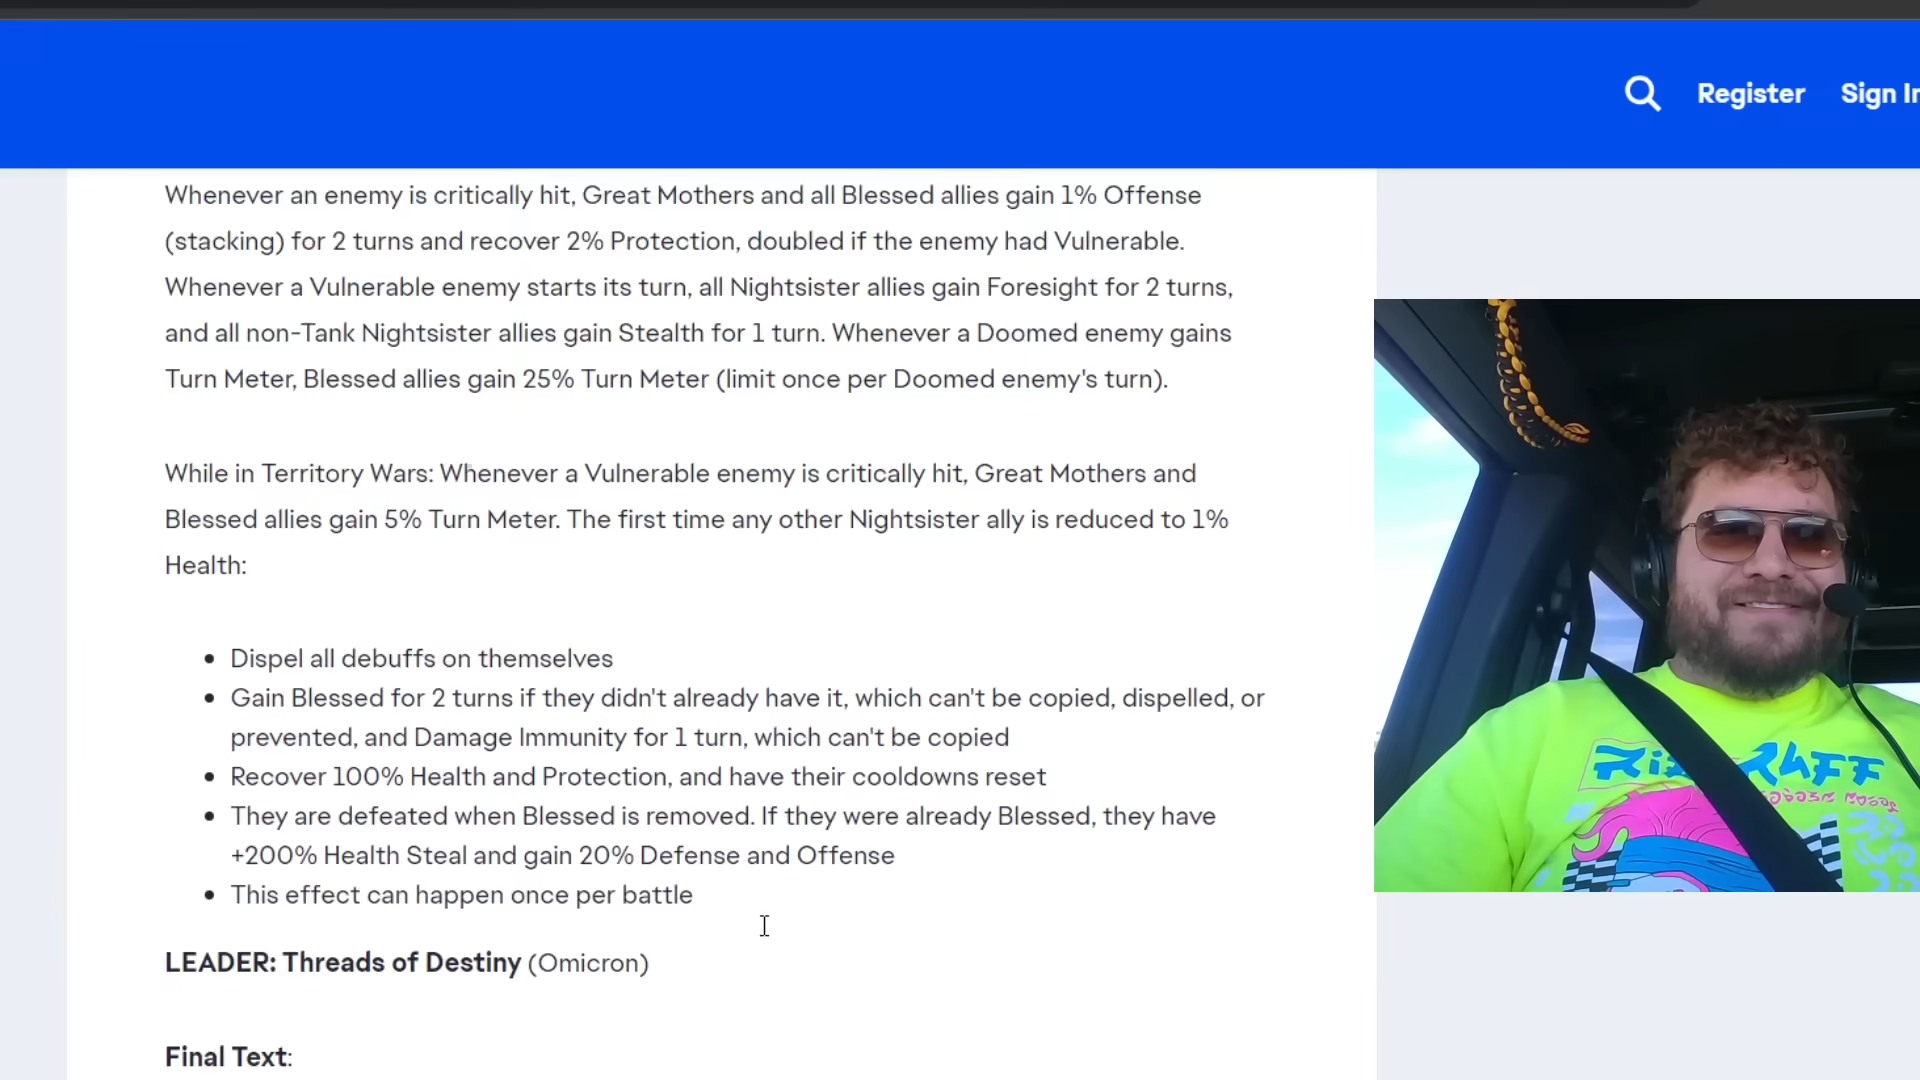 Register Sign In
Whenever an enemy is critically hit, Great Mothers and all Blessed allies gain 1% Offense
(stacking) for 2 turns and recover 2% Protection, doubled if the enemy had Vulnerable.
Whenever a Vulnerable enemy starts its turn, all Nightsister allies gain Foresight for 2 turns,
and all non-Tank Nightsister allies gain Stealth for 1 turn. Whenever a Doomed enemy gains
Turn Meter, Blessed allies gain 25% Turn Meter (limit once per Doomed enemy's turn).
While in Territory Wars: Whenever a Vulnerable enemy is critically hit, Great Mothers and
Blessed allies gain 5% Turn Meter. The first time any other Nightsister ally is reduced to 1%
Health:
• Dispel all debuffs on themselves
• Gain Blessed for 2 turns if they didn't already have it, which can't be copied, dispelled, or
prevented, and Damage Immunity for 1 turn, which can't be copied
• Recover 100% Health and Protection, and have their cooldowns reset
• They are defeated when Blessed is removed. If they were already Blessed, they have
+200% Health Steal and gain 20% Defense and Offense
• This effect can happen once per battle
LEADER: Threads of Destiny (Omicron)
Final Text: